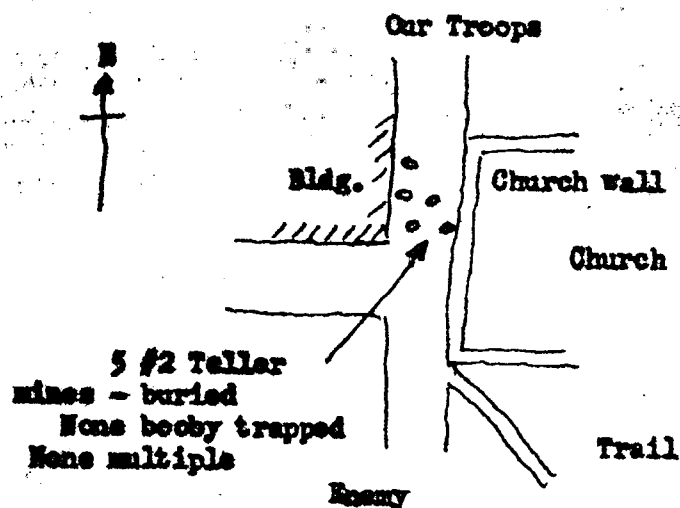 Our Troops
N
Bldg.
Church Wall
Church
5 #2 Teller
mines - buried
None booby trapped
None multiple
Trail
Enemy